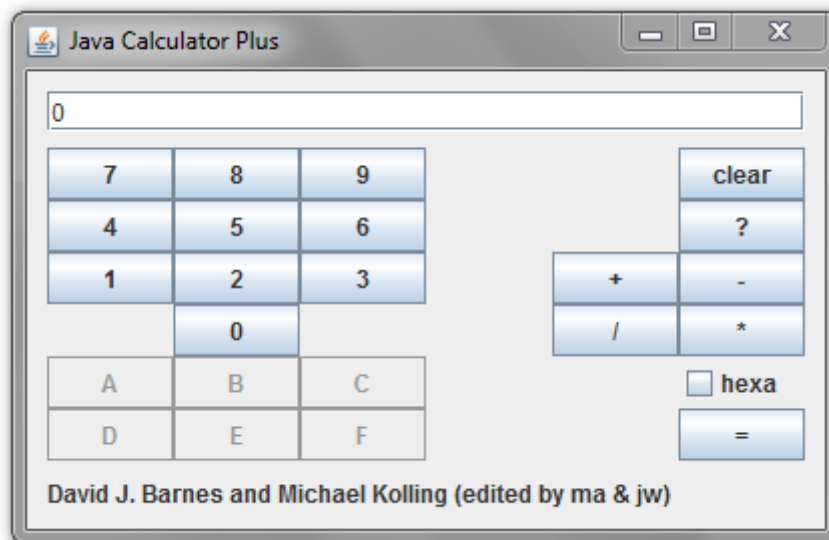 Java Calculator Plus
0
7 8 9 clear
4 5 6 ?
1 2 3 + -
0 / *
A B C hexa
D E F =
David J. Barnes and Michael Kolling (edited by ma & jw)